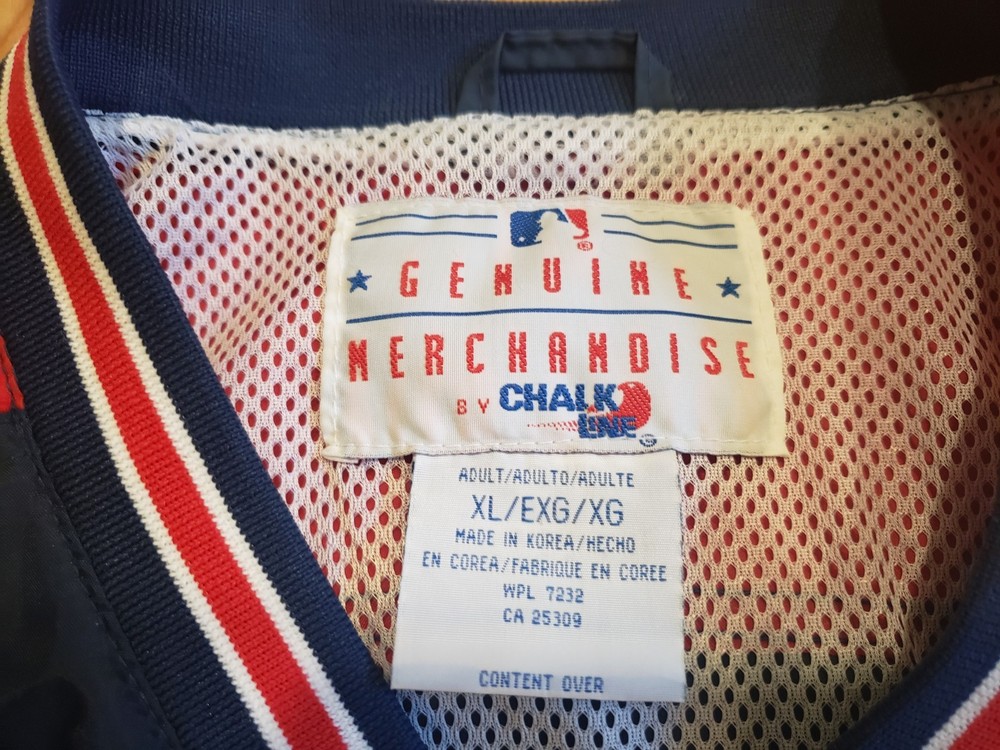 GENUINE
MERCHANDISE
BY CHALK
LINE
ADULT/ADULTO/ADULTE
XL/EXG/XG
MADE IN KOREA/HECHO
EN COREA/FABRIQUE EN COREE
WPL 7232
CA 25309
CONTENT OVER